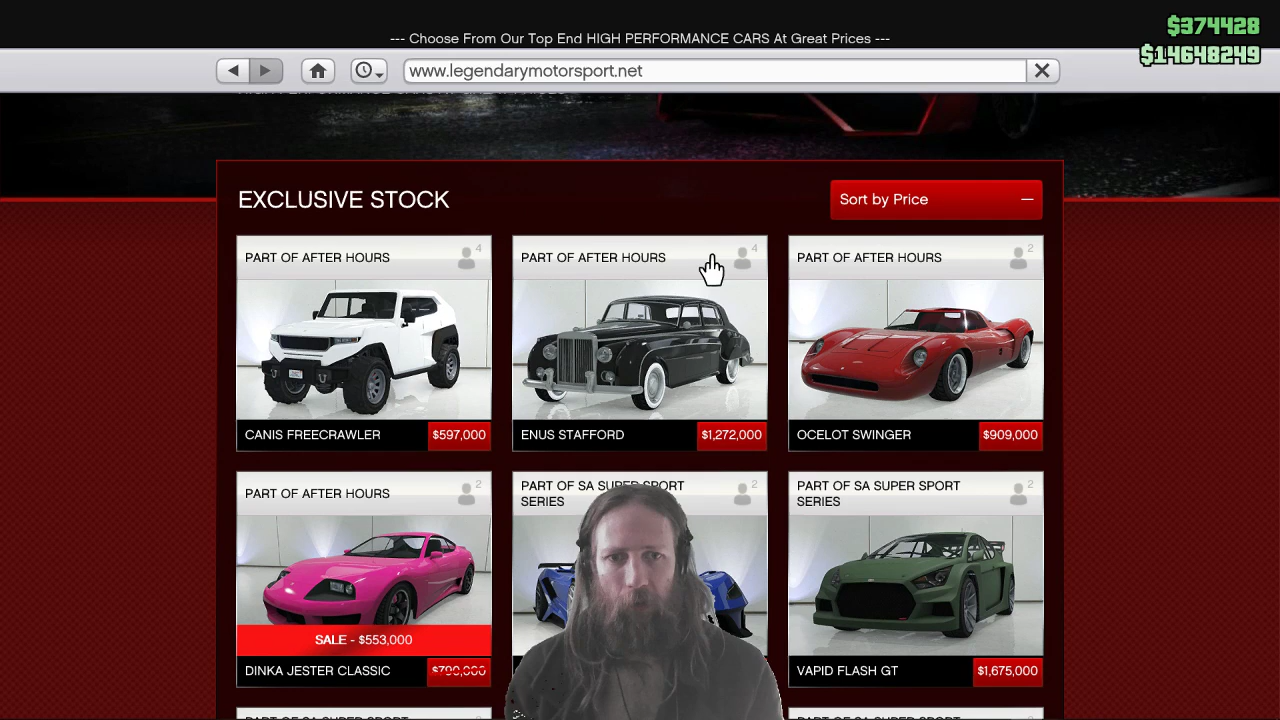 $374428
--- Choose From Our Top End HIGH PERFORMANCE CARS At Great Prices ---
$14648249
www.legendarymotorsport.net
EXCLUSIVE STOCK
Sort by Price
PART OF AFTER HOURS
4
PART OF AFTER HOURS
4
PART OF AFTER HOURS
2
CANIS FREECRAWLER
$597,000
ENUS STAFFORD
$1,272,000
OCELOT SWINGER
$909,000
PART OF AFTER HOURS
2
PART OF SA SUPER SPORT
SERIES
2
PART OF SA SUPER SPORT
SERIES
2
SALE - $553,000
DINKA JESTER CLASSIC
$790,000
VAPID FLASH GT
$1,675,000